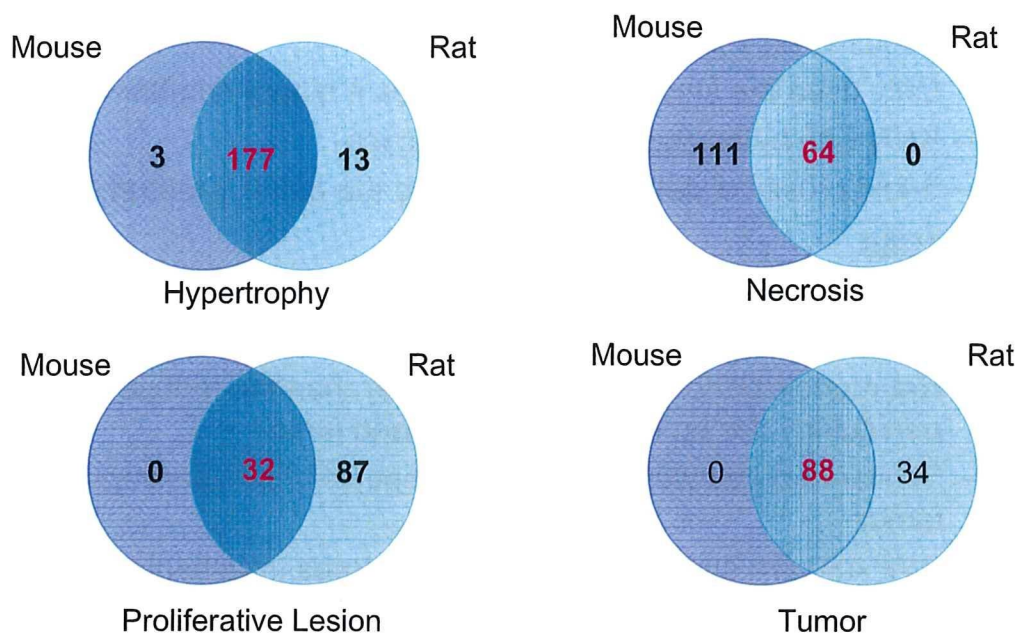 Mouse
Rat
3
177
13
Hypertrophy
Mouse
Rat
111
64
0
Necrosis
Mouse
Rat
0
32
87
Proliferative Lesion
Mouse
Rat
0
88
34
Tumor